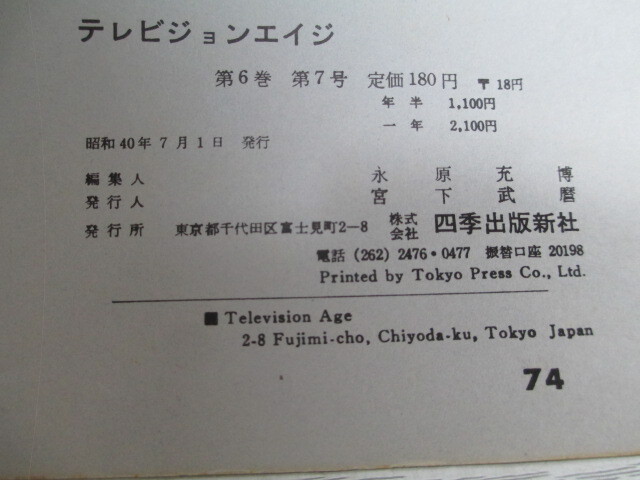 テレビジョンエイジ
第6巻 第7号 定価180円 〒18円
年半 1,100円
一年 2,100円
昭和40年7月1日 発行
編集人 永原充博
発行人 宮下武麿
発行所 東京都千代田区富士見町2-8 株式会社 四季出版新社
電話 (262) 2476・0477 振替口座 20198
Printed by Tokyo Press Co., Ltd.
■ Television Age
2-8 Fujimi-cho, Chiyoda-ku, Tokyo Japan
74